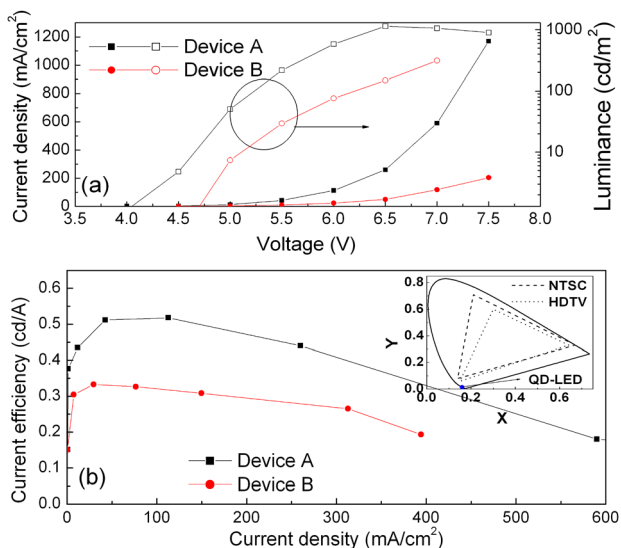 1200
1000
800
600
400
200
0
Current density (mA/cm²)
Device A
Device B
(a)
1000
100
10
Luminance (cd/m²)
3.5 4.0 4.5 5.0 5.5 6.0 6.5 7.0 7.5 8.0
Voltage (V)
0.6
0.5
0.4
0.3
0.2
0.1
0.0
Current efficiency (cd/A)
0.8
0.6
0.4
0.2
0.0
Y
NTSC
HDTV
QD-LED
0.0 0.2 0.4 0.6
X
(b)
Device A
Device B
0 100 200 300 400 500 600
Current density (mA/cm²)